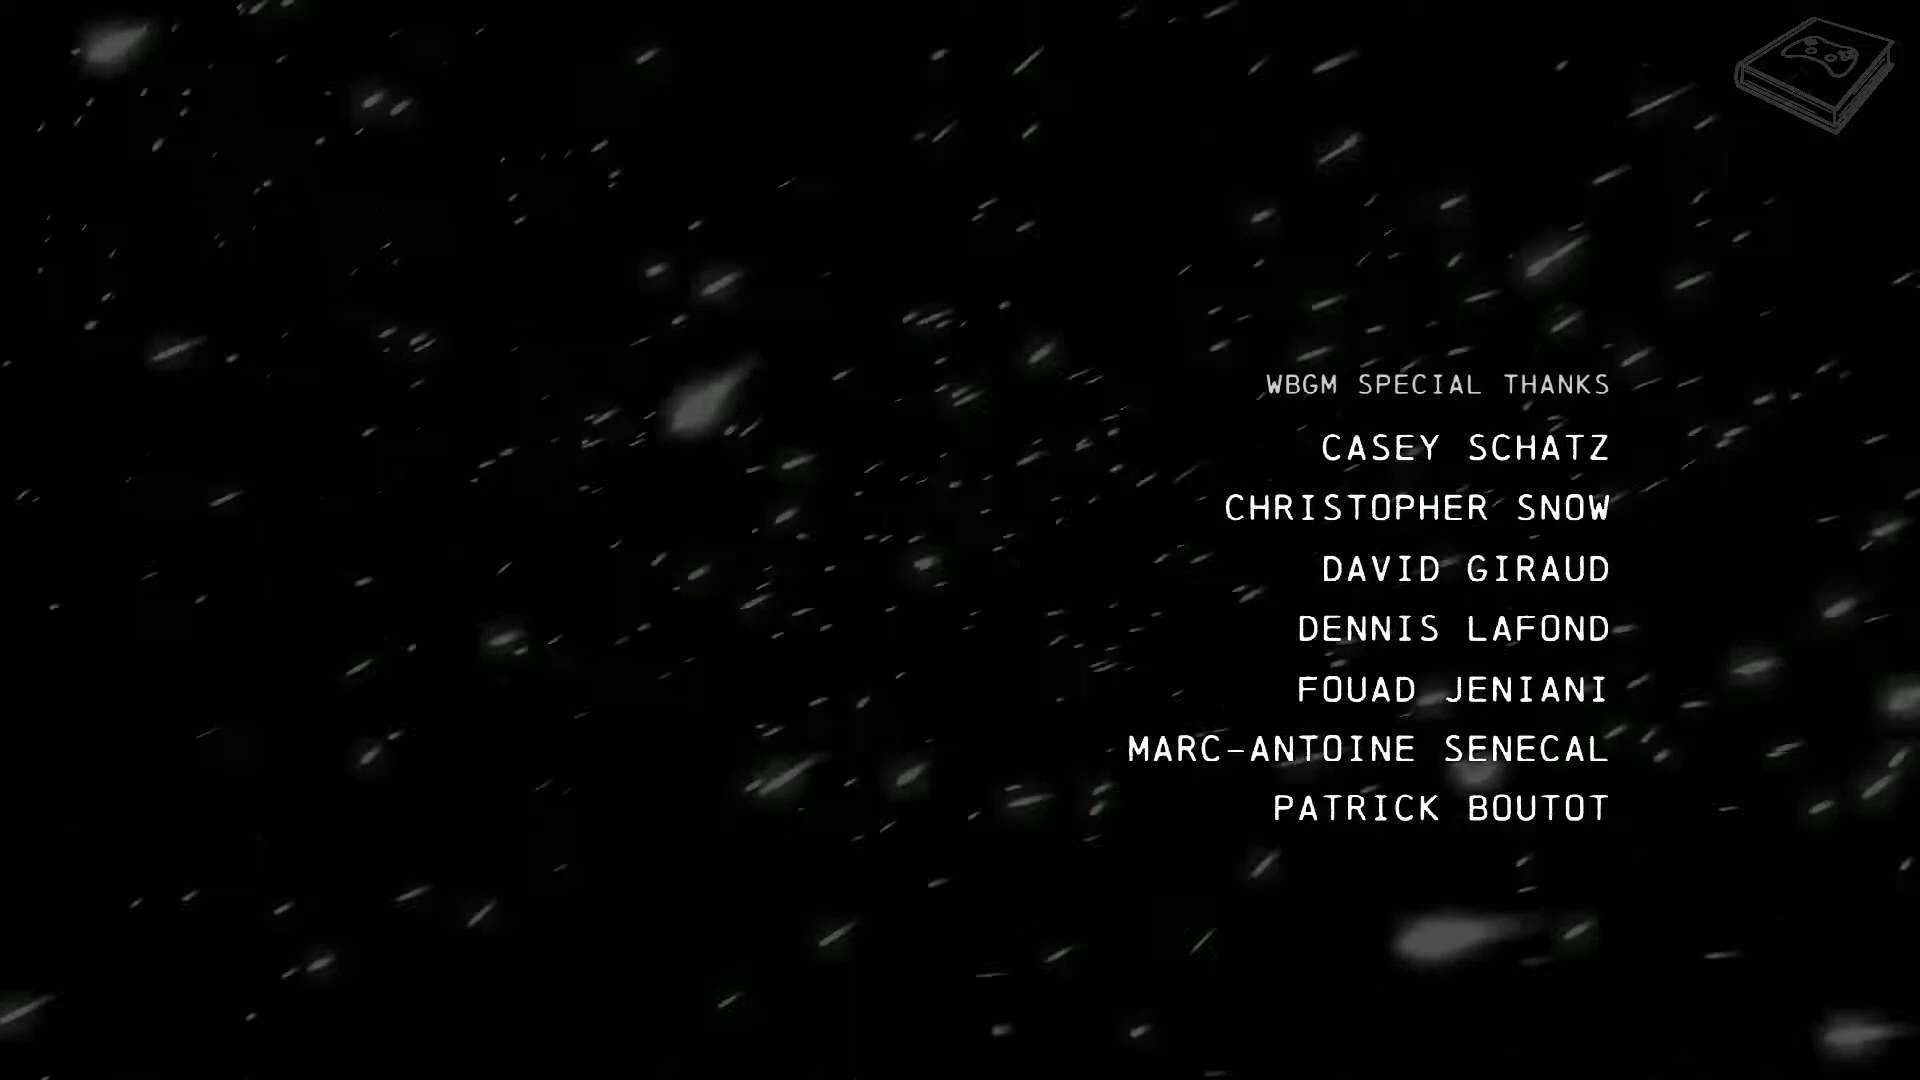 WBGM SPECIAL THANKS
CASEY SCHATZ
CHRISTOPHER SNOW
DAVID GIRAUD
DENNIS LAFOND
FOUAD JENIANI
MARC-ANTOINE SENECAL
PATRICK BOUTOT